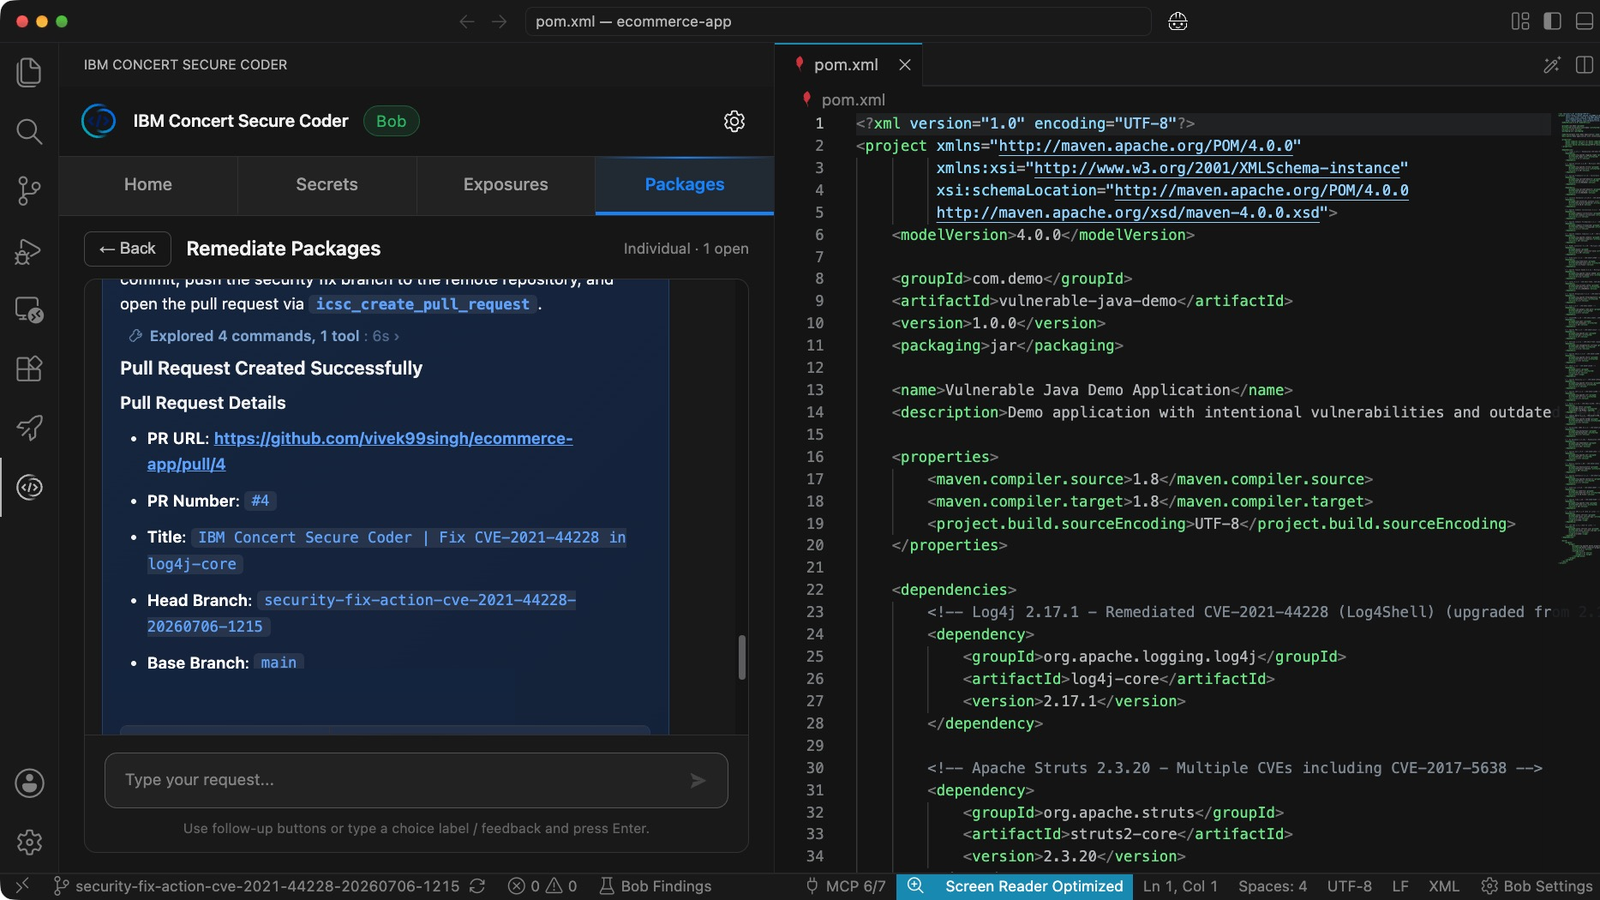 pom.xml — ecommerce-app
IBM CONCERT SECURE CODER
IBM Concert Secure Coder Bob
Home Secrets Exposures Packages
← Back Remediate Packages Individual · 1 open
commit, push the security fix branch to the remote repository, and
open the pull request via icsc_create_pull_request .
Explored 4 commands, 1 tool : 6s ›
Pull Request Created Successfully
Pull Request Details
• PR URL: https://github.com/vivek99singh/ecommerce-
app/pull/4
• PR Number: #4
• Title: IBM Concert Secure Coder | Fix CVE-2021-44228 in
log4j-core
• Head Branch: security-fix-action-cve-2021-44228-
20260706-1215
• Base Branch: main
Type your request...
Use follow-up buttons or type a choice label / feedback and press Enter.
pom.xml
pom.xml
1 <?xml version="1.0" encoding="UTF-8"?>
2 <project xmlns="http://maven.apache.org/POM/4.0.0"
3 xmlns:xsi="http://www.w3.org/2001/XMLSchema-instance"
4 xsi:schemaLocation="http://maven.apache.org/POM/4.0.0
5 http://maven.apache.org/xsd/maven-4.0.0.xsd">
6 <modelVersion>4.0.0</modelVersion>
7
8 <groupId>com.demo</groupId>
9 <artifactId>vulnerable-java-demo</artifactId>
10 <version>1.0.0</version>
11 <packaging>jar</packaging>
12
13 <name>Vulnerable Java Demo Application</name>
14 <description>Demo application with intentional vulnerabilities and outdate
15
16 <properties>
17 <maven.compiler.source>1.8</maven.compiler.source>
18 <maven.compiler.target>1.8</maven.compiler.target>
19 <project.build.sourceEncoding>UTF-8</project.build.sourceEncoding>
20 </properties>
21
22 <dependencies>
23 <!-- Log4j 2.17.1 - Remediated CVE-2021-44228 (Log4Shell) (upgraded from
24 <dependency>
25 <groupId>org.apache.logging.log4j</groupId>
26 <artifactId>log4j-core</artifactId>
27 <version>2.17.1</version>
28 </dependency>
29
30 <!-- Apache Struts 2.3.20 - Multiple CVEs including CVE-2017-5638 -->
31 <dependency>
32 <groupId>org.apache.struts</groupId>
33 <artifactId>struts2-core</artifactId>
34 <version>2.3.20</version>
security-fix-action-cve-2021-44228-20260706-1215 0 0 Bob Findings MCP 6/7 Screen Reader Optimized Ln 1, Col 1 Spaces: 4 UTF-8 LF XML Bob Settings